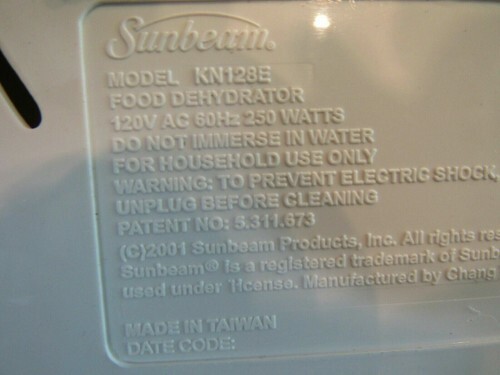 Sunbeam®
MODEL KN128E
FOOD DEHYDRATOR
120V AC 60Hz 250 WATTS
DO NOT IMMERSE IN WATER
FOR HOUSEHOLD USE ONLY
WARNING: TO PREVENT ELECTRIC SHOCK,
UNPLUG BEFORE CLEANING
PATENT NO: 5.311.673
(C)2001 Sunbeam Products, Inc. All rights res
Sunbeam® is a registered trademark of Sunb
used under license. Manufactured by Chang
MADE IN TAIWAN
DATE CODE: